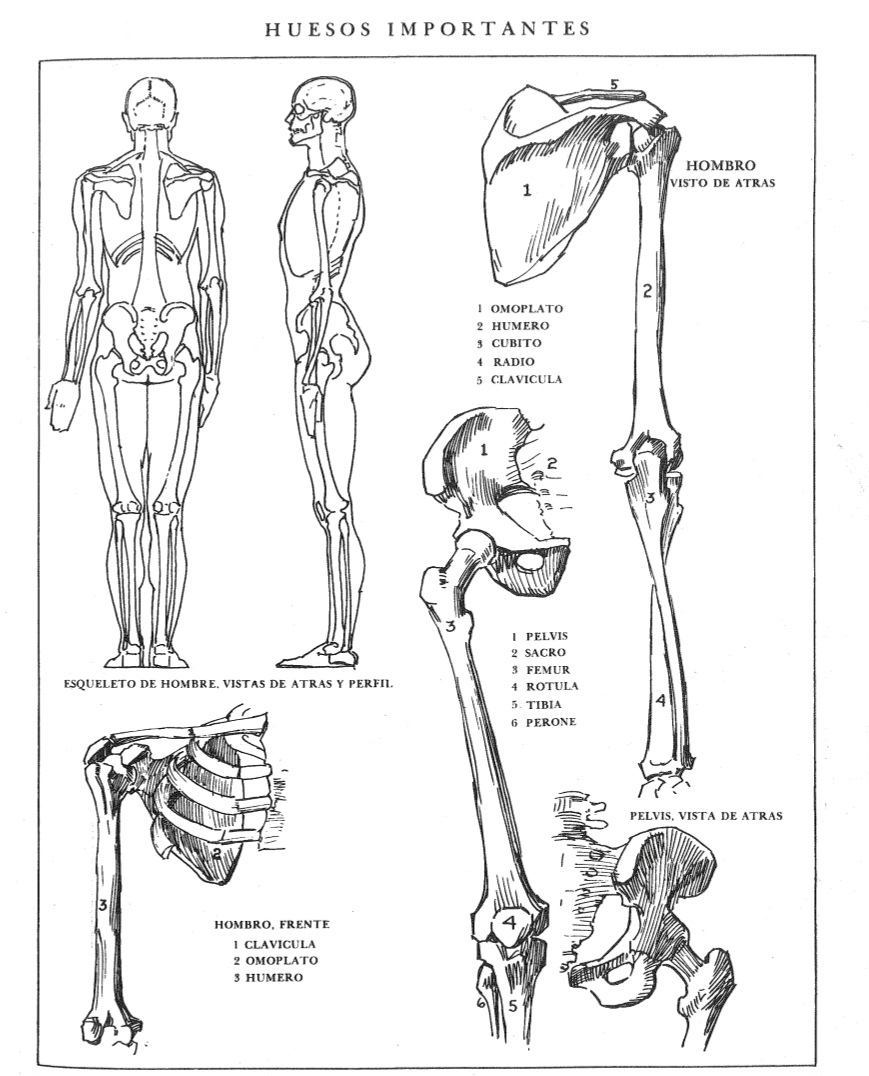 HUESOS IMPORTANTES
5
HOMBRO
VISTO DE ATRAS
1
2
1 OMOPLATO
2 HUMERO
3 CUBITO
4 RADIO
5 CLAVICULA
3
4
1
2
3
1 PELVIS
2 SACRO
3 FEMUR
4 ROTULA
5. TIBIA
6 PERONE
4
6
5
ESQUELETO DE HOMBRE, VISTAS DE ATRAS Y PERFIL
2
3
HOMBRO, FRENTE
1 CLAVICULA
2 OMOPLATO
3 HUMERO
PELVIS, VISTA DE ATRAS